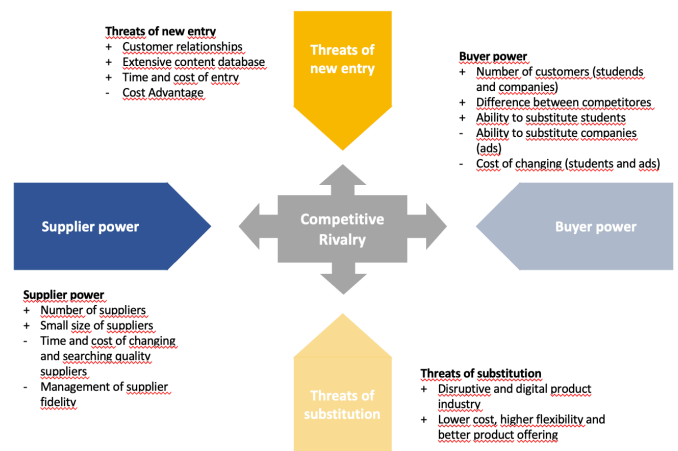 Threats of new entry
+ Customer relationships
+ Extensive content database
+ Time and cost of entry
- Cost Advantage
Threats of
new entry
Buyer power
+ Number of customers (studends
and companies)
+ Difference between competitores
+ Ability to substitute students
- Ability to substitute companies
(ads)
- Cost of changing (students and ads)
Supplier power
Competitive
Rivalry
Buyer power
Supplier power
+ Number of suppliers
+ Small size of suppliers
- Time and cost of changing
and searching quality
suppliers
- Management of supplier
fidelity
Threats of
substitution
Threats of substitution
+ Disruptive and digital product
industry
+ Lower cost, higher flexibility and
better product offering